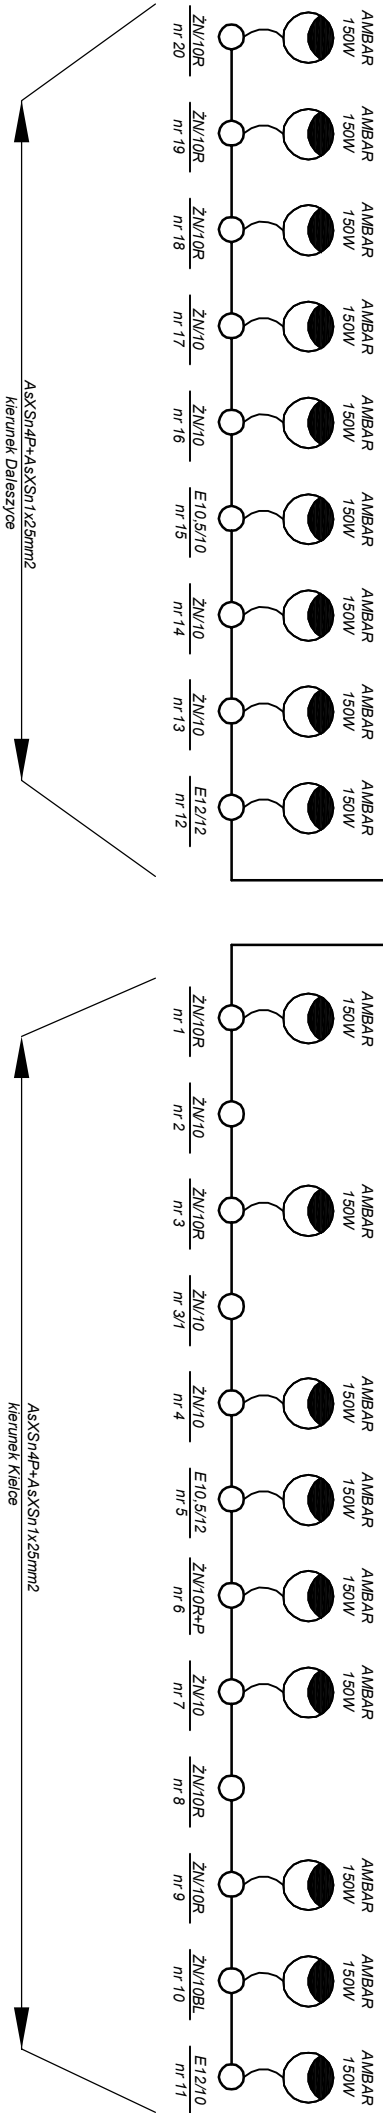 AMBAR
150W
ŻN/10R
nr 20
AMBAR
150W
ŻN/10R
nr 19
AMBAR
150W
ŻN/10R
nr 18
AMBAR
150W
ŻN/10
nr 17
AMBAR
150W
ŻN/10
nr 16
AMBAR
150W
E10,5/10
nr 15
AMBAR
150W
ŻN/10
nr 14
AMBAR
150W
ŻN/10
nr 13
AMBAR
150W
E12/12
nr 12
AsXSn4P+AsXSn1x25mm2
kierunek Daleszyce
AMBAR
150W
ŻN/10R
nr 1
ŻN/10
nr 2
AMBAR
150W
ŻN/10R
nr 3
ŻN/10
nr 3/1
AMBAR
150W
ŻN/10
nr 4
AMBAR
150W
E10,5/12
nr 5
AMBAR
150W
ŻN/10R+P
nr 6
AMBAR
150W
ŻN/10
nr 7
ŻN/10R
nr 8
AMBAR
150W
ŻN/10R
nr 9
AMBAR
150W
ŻN/10BL
nr 10
AMBAR
150W
E12/10
nr 11
AsXSn4P+AsXSn1x25mm2
kierunek Kielce